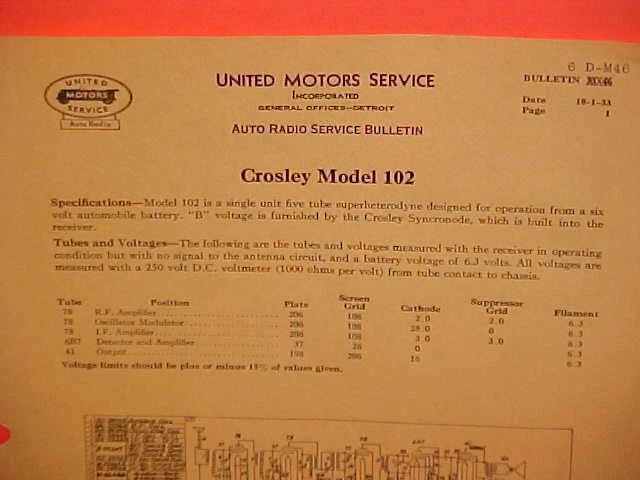 UNITED
MOTORS
SERVICE
Auto Radio
UNITED MOTORS SERVICE
INCORPORATED
GENERAL OFFICES—DETROIT
AUTO RADIO SERVICE BULLETIN
6 D-M46
BULLETIN
Date 10-1-33
Page 1
Crosley Model 102
Specifications—Model 102 is a single unit five tube superheterodyne designed for operation from a six
volt automobile battery. "B" voltage is furnished by the Crosley Syncronode, which is built into the
receiver.
Tubes and Voltages—The following are the tubes and voltages measured with the receiver in operating
condition but with no signal to the antenna circuit, and a battery voltage of 6.3 volts. All voltages are
measured with a 250 volt D.C. voltmeter (1000 ohms per volt) from tube contact to chassis.
Tube Position Plate Screen Grid Cathode Suppressor Grid Filament
78 R.F. Amplifier 206 108 2.0 2.0 6.3
78 Oscillator Modulator 206 108 28.0 0 6.3
78 I.F. Amplifier 206 108 3.0 3.0 6.3
6B7 Detector and Amplifier 37 28 0 6.3
41 Output 198 206 16 6.3
Voltage limits should be plus or minus 15% of values given.